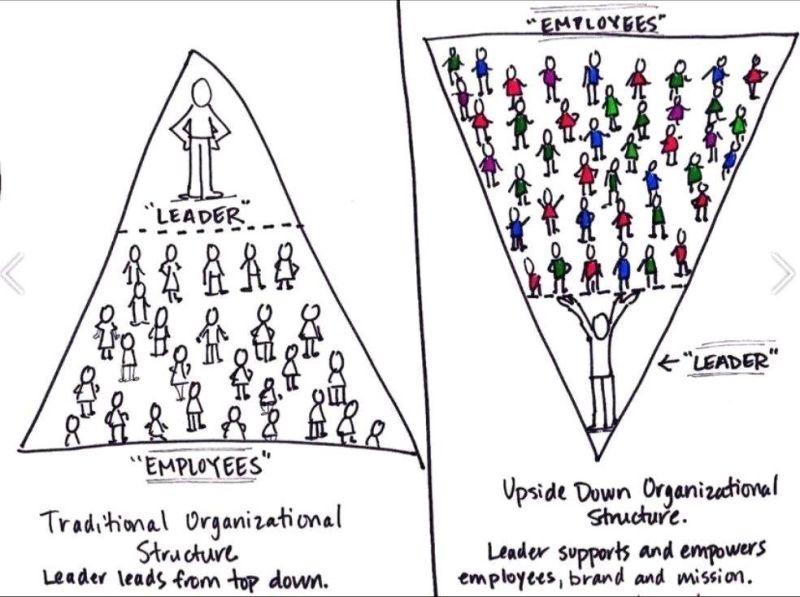 "LEADER"
"EMPLOYEES"
Traditional Organizational
Structure
Leader leads from top down.
"EMPLOYEES"
"LEADER"
Upside Down Organizational
Structure.
Leader supports and empowers
employees, brand and mission.